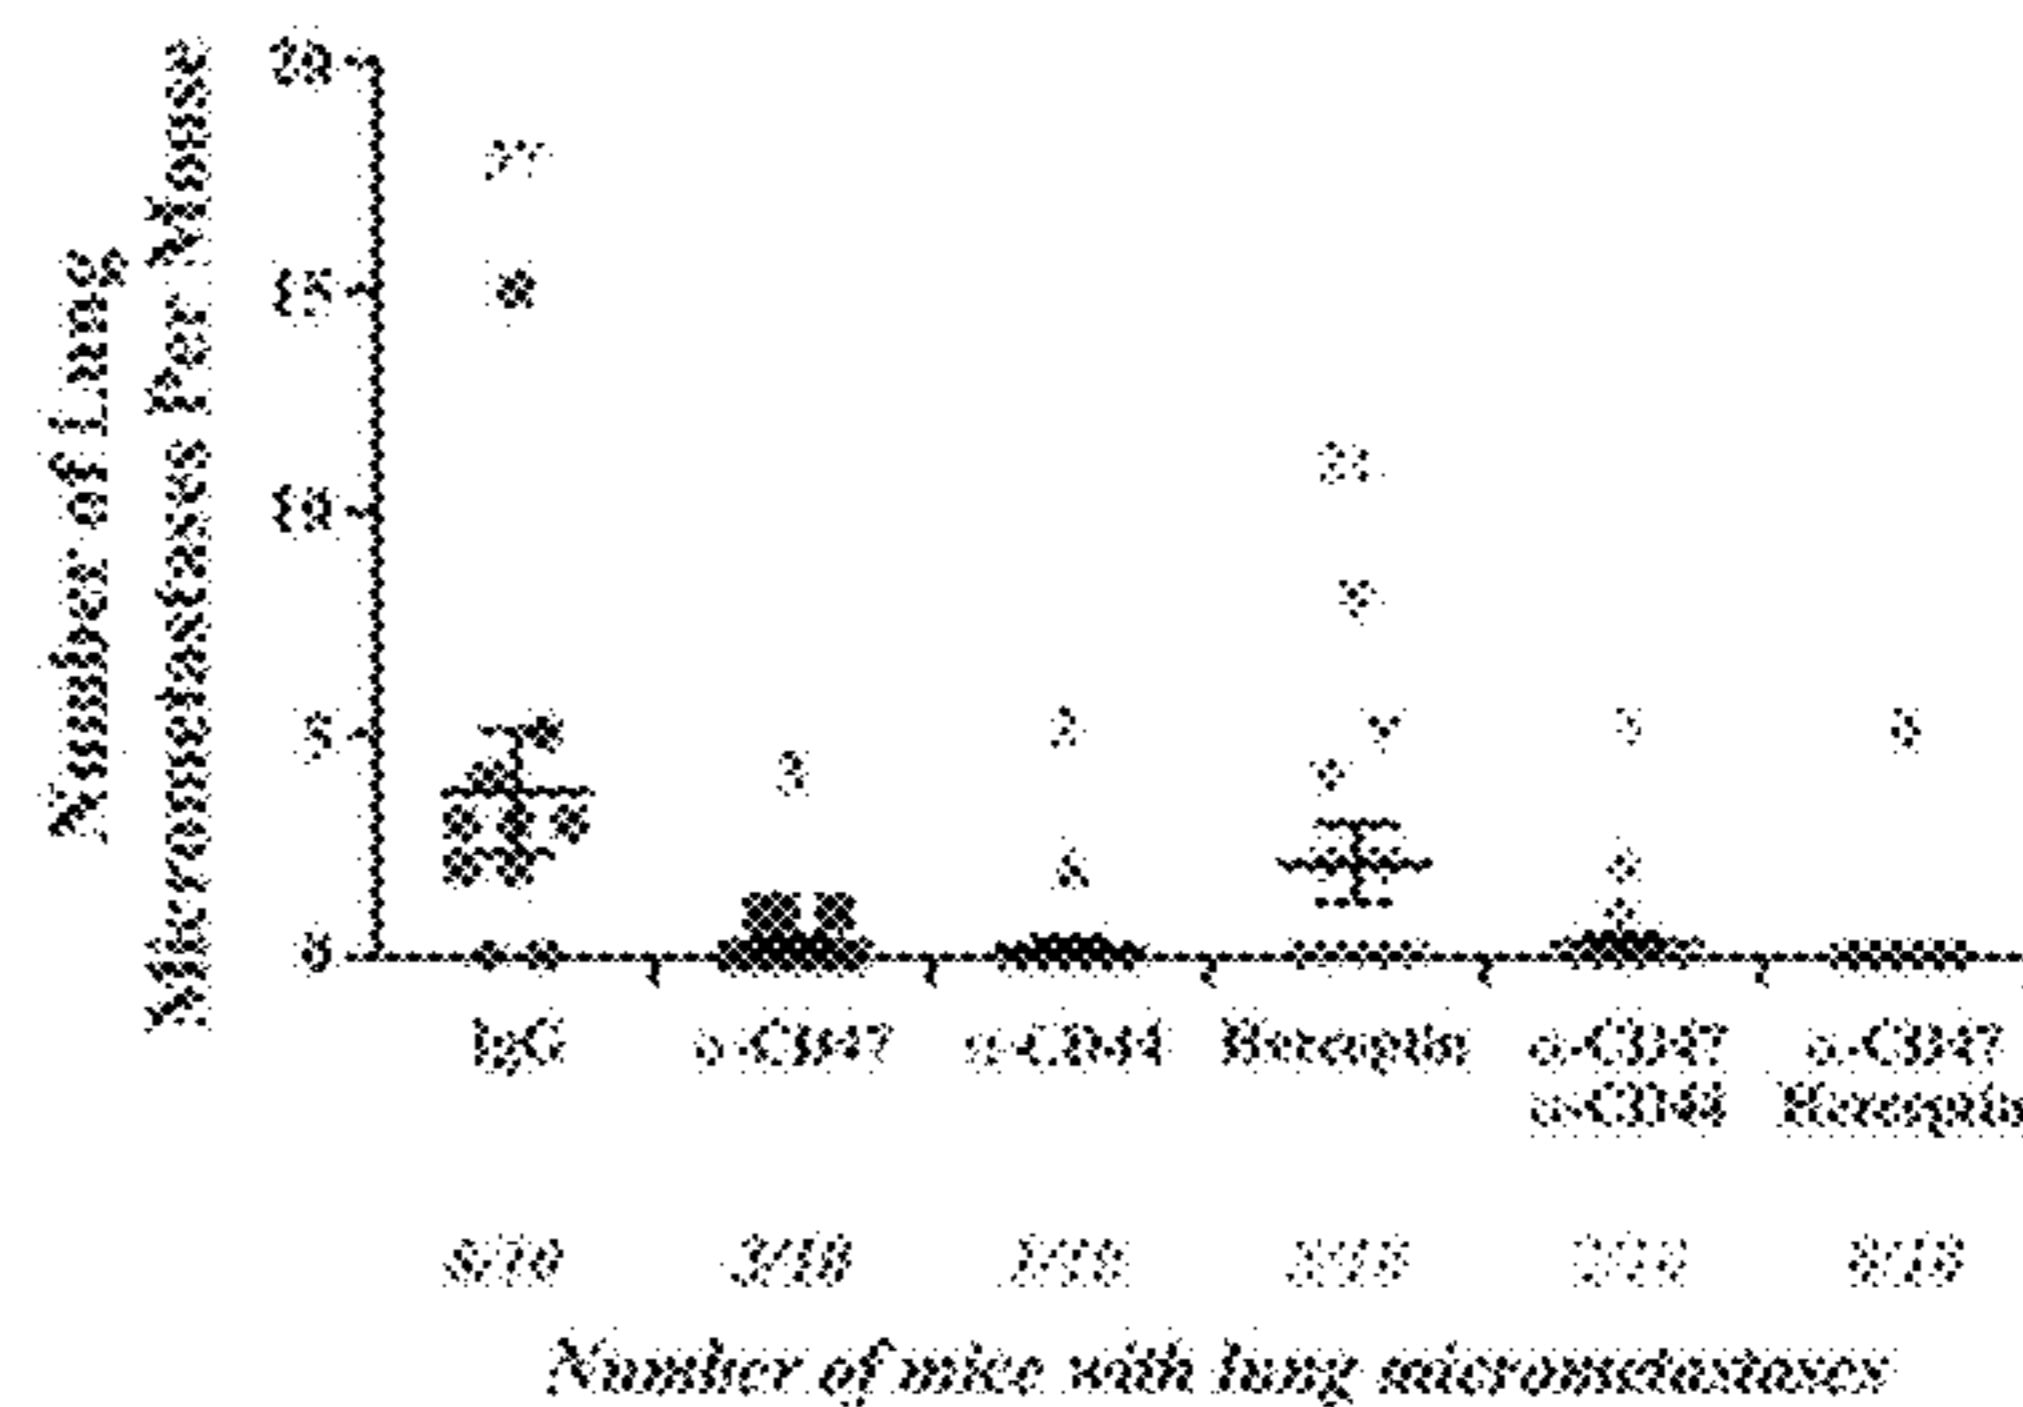 Number of Lung
Micrometastases Per Mouse
20
15
10
5
0
IgG
α-CD47
α-CD44
Herceptin
α-CD47
α-CD44
α-CD47
Herceptin
Number of mice with lung micrometastases